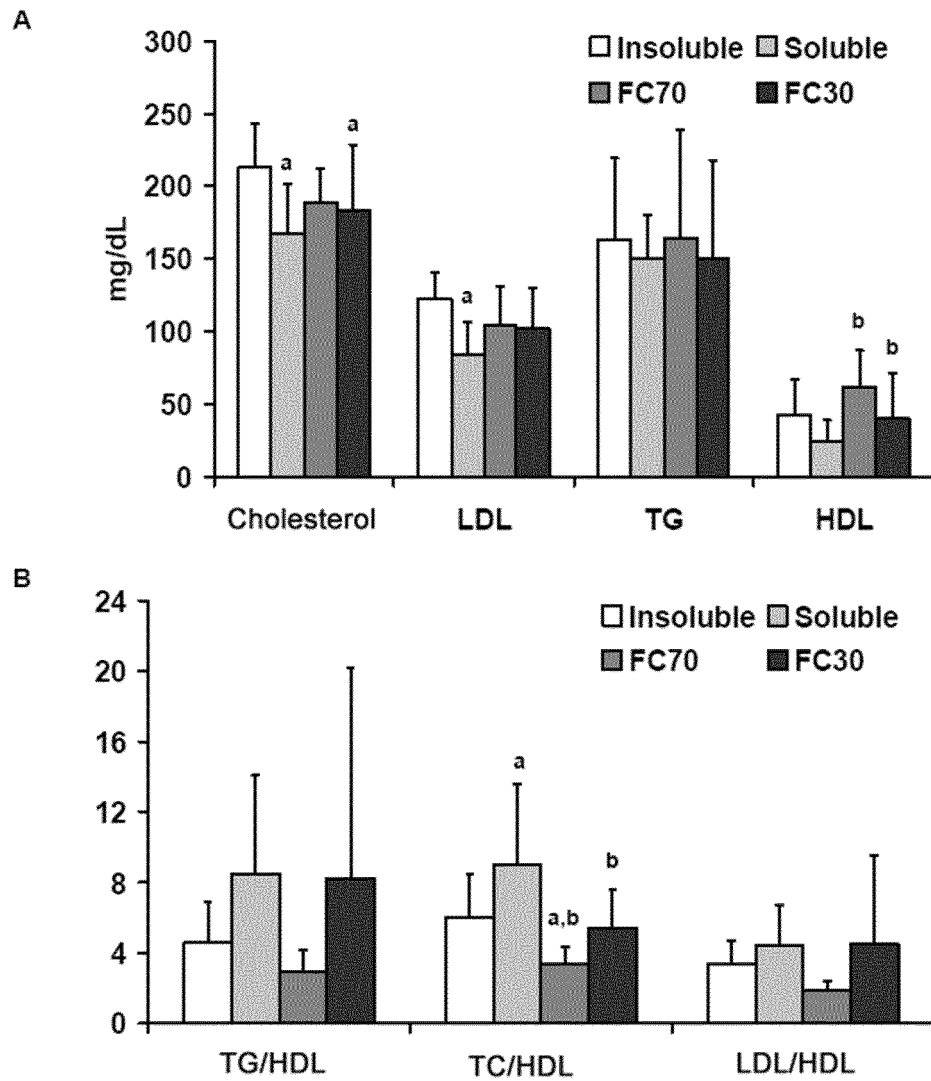 A
300
250
200
150
100
50
0
mg/dL
Insoluble Soluble
FC70 FC30
a a
a
b b
Cholesterol LDL TG HDL
B
24
20
16
12
8
4
0
Insoluble Soluble
FC70 FC30
a
a,b
b
TG/HDL TC/HDL LDL/HDL